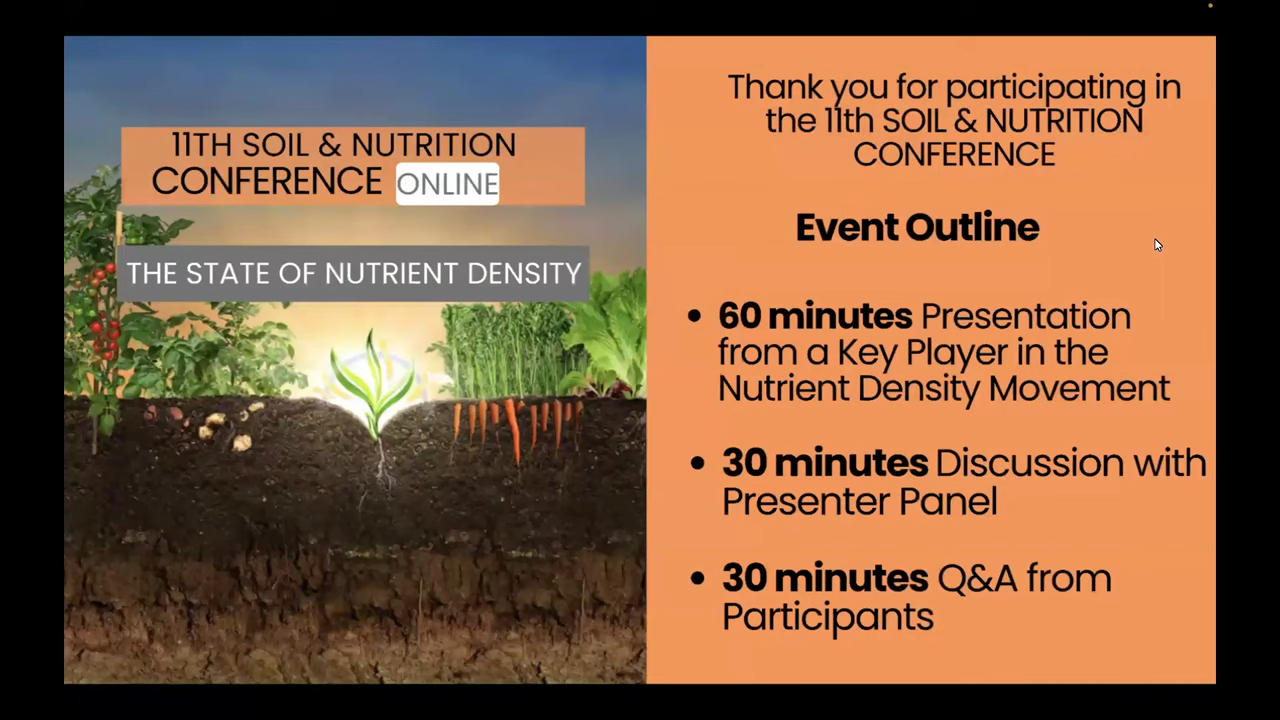 11TH SOIL & NUTRITION
CONFERENCE ONLINE
THE STATE OF NUTRIENT DENSITY
Thank you for participating in
the 11th SOIL & NUTRITION
CONFERENCE
Event Outline
• 60 minutes Presentation
from a Key Player in the
Nutrient Density Movement
• 30 minutes Discussion with
Presenter Panel
• 30 minutes Q&A from
Participants